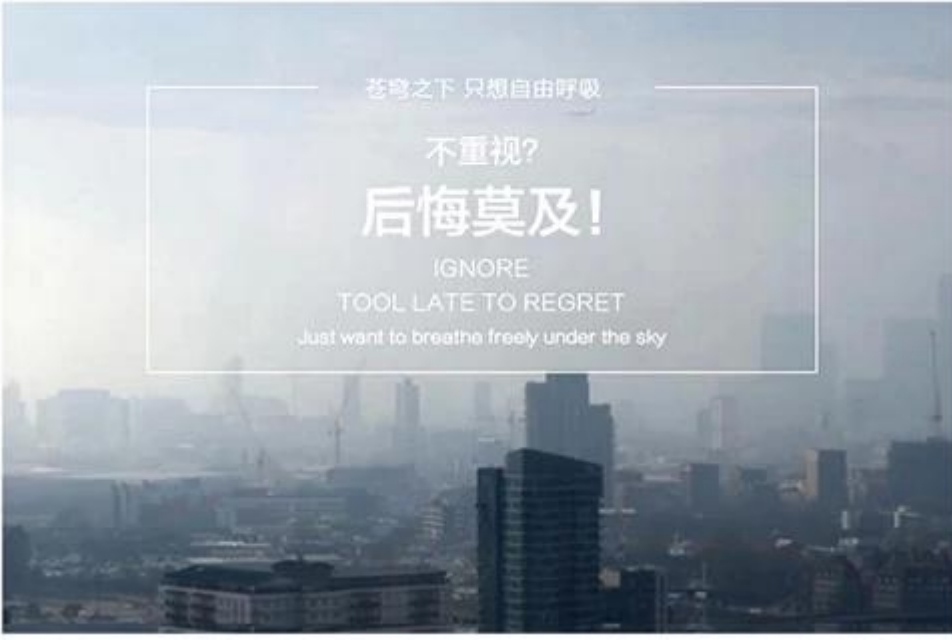 苍穹之下 只想自由呼吸
不重视?
后悔莫及!
IGNORE
TOOL LATE TO REGRET
Just want to breathe freely under the sky